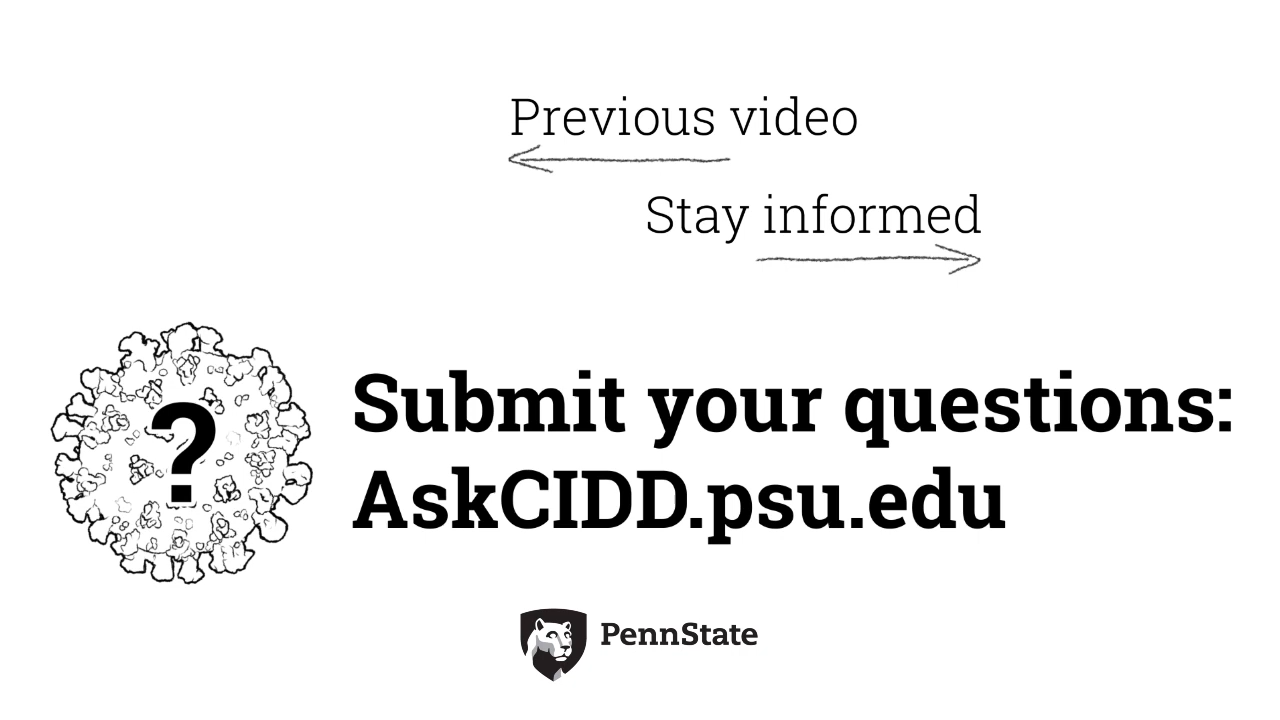 Previous video
Stay informed
?
Submit your questions:
AskCIDD.psu.edu
PennState